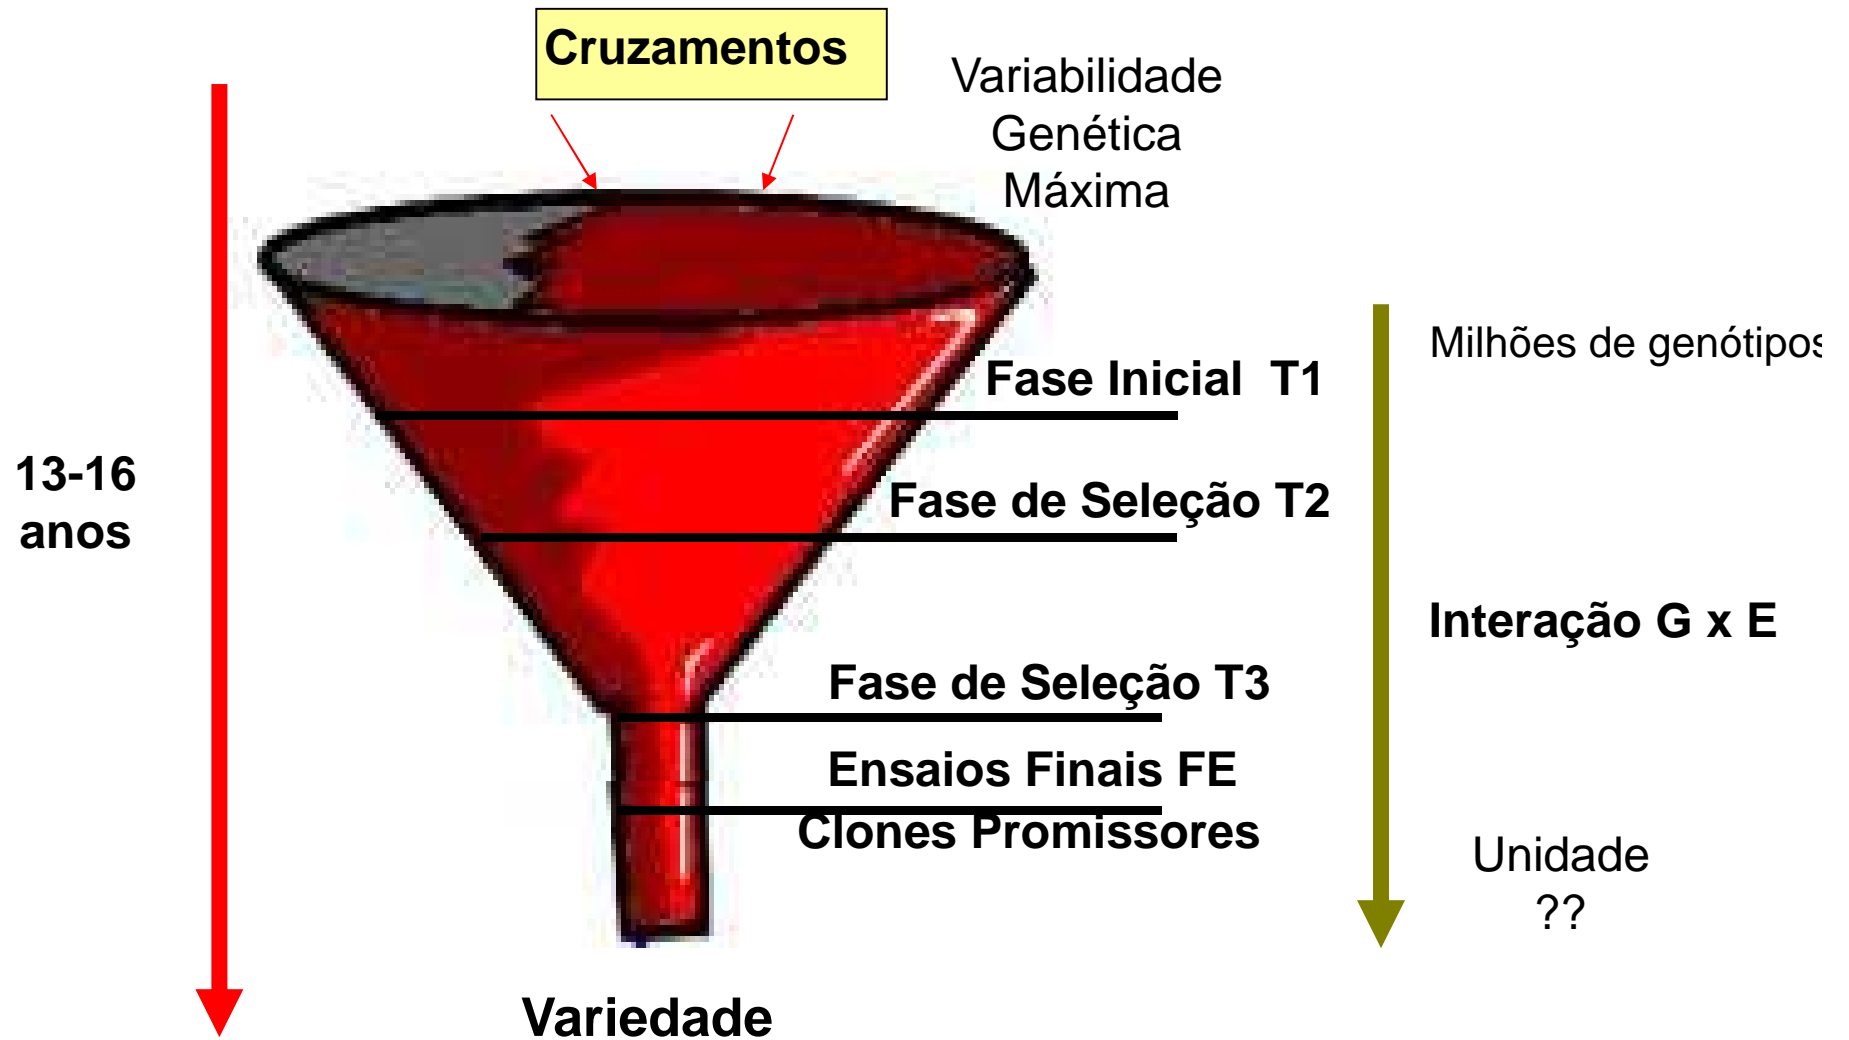 Cruzamentos
Variabilidade
Genética
Máxima
Milhões de genótipos
Fase Inicial T1
13-16
anos
Fase de Seleção T2
Interação G x E
Fase de Seleção T3
Ensaios Finais FE
Clones Promissores
Unidade
??
Variedade